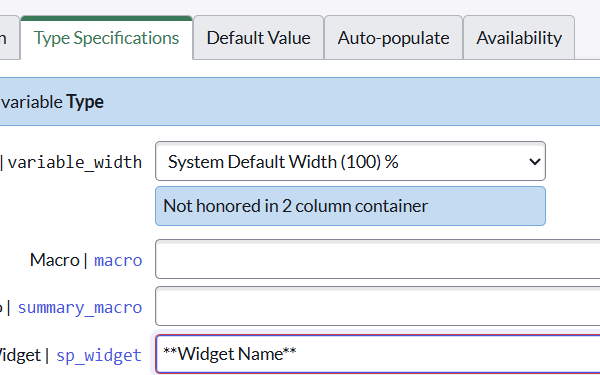 n Type Specifications Default Value Auto-populate Availability
variable Type
|variable_width System Default Width (100) %
Not honored in 2 column container
Macro | macro
o| summary_macro
Widget | sp_widget **Widget Name**